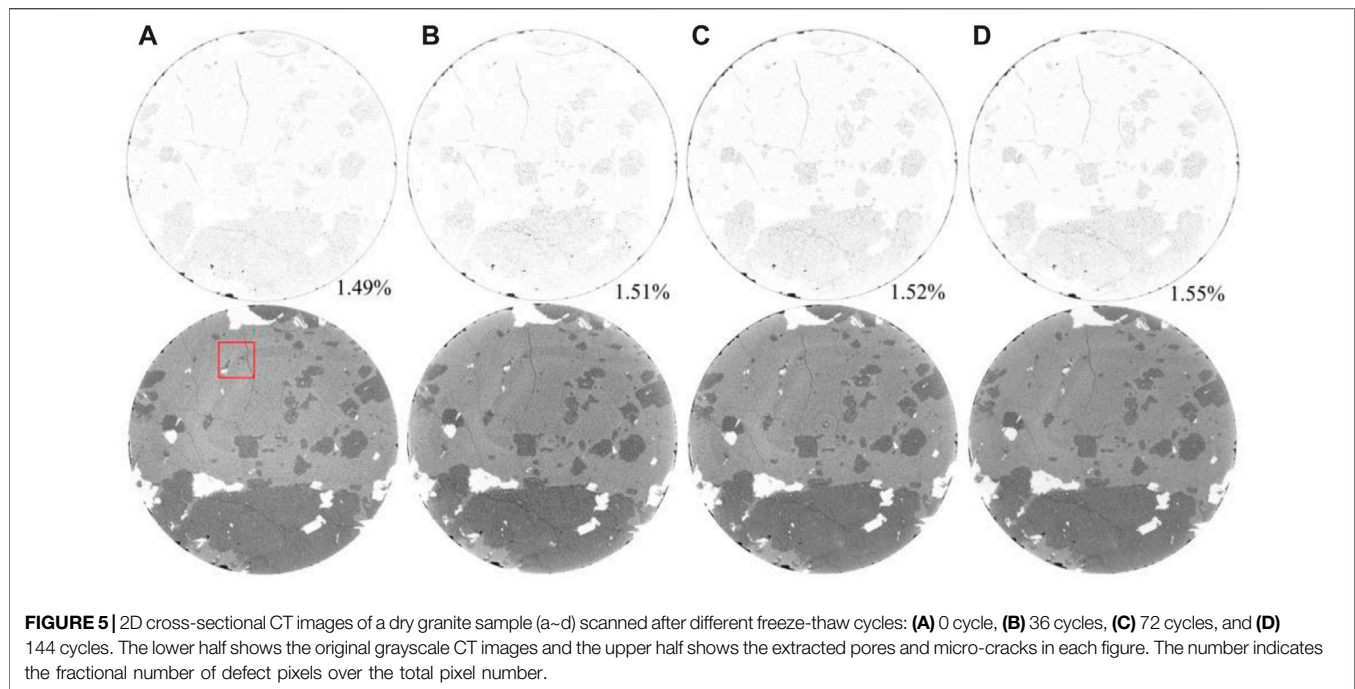 A
B
C
D
1.49%
1.51%
1.52%
1.55%
FIGURE 5 | 2D cross-sectional CT images of a dry granite sample (a~d) scanned after different freeze-thaw cycles: (A) 0 cycle, (B) 36 cycles, (C) 72 cycles, and (D)
144 cycles. The lower half shows the original grayscale CT images and the upper half shows the extracted pores and micro-cracks in each figure. The number indicates
the fractional number of defect pixels over the total pixel number.